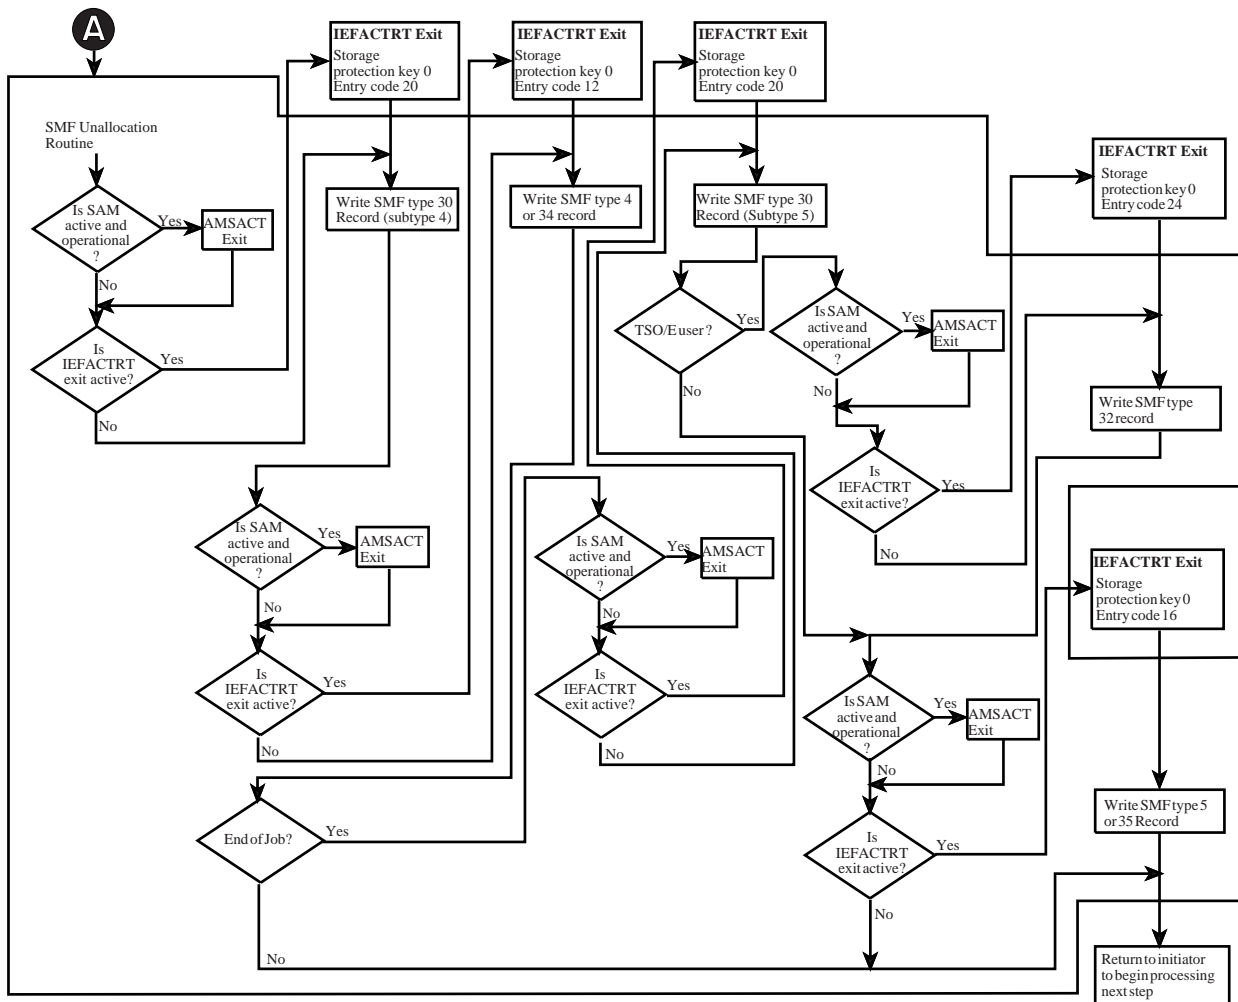 A
IEFACTRT Exit
Storage
protection key 0
Entry code 20
IEFACTRT Exit
Storage
protection key 0
Entry code 12
IEFACTRT Exit
Storage
protection key 0
Entry code 20
SMF Unallocation
Routine
IEFACTRT Exit
Storage
protection key 0
Entry code 24
Is SAM
active and
operational
?
Yes
AMSACT
Exit
No
Write SMF type 30
Record (subtype 4)
Write SMF type 4
or 34 record
Write SMF type 30
Record (Subtype 5)
Is
IEFACTRT
exit active?
Yes
No
TSO/E user ?
Yes
No
Is SAM
active and
operational
?
Yes
AMSACT
Exit
No
Write SMF type
32 record
Is
IEFACTRT
exit active?
Yes
No
Is SAM
active and
operational
?
Yes
AMSACT
Exit
No
Is SAM
active and
operational
?
Yes
AMSACT
Exit
No
IEFACTRT Exit
Storage
protection key 0
Entry code 16
Is
IEFACTRT
exit active?
Yes
No
Is
IEFACTRT
exit active?
Yes
No
Is SAM
active and
operational
?
Yes
AMSACT
Exit
No
End of Job?
Yes
No
Is
IEFACTRT
exit active?
Yes
No
Write SMF type 5
or 35 Record
Return to initiator
to begin processing
next step